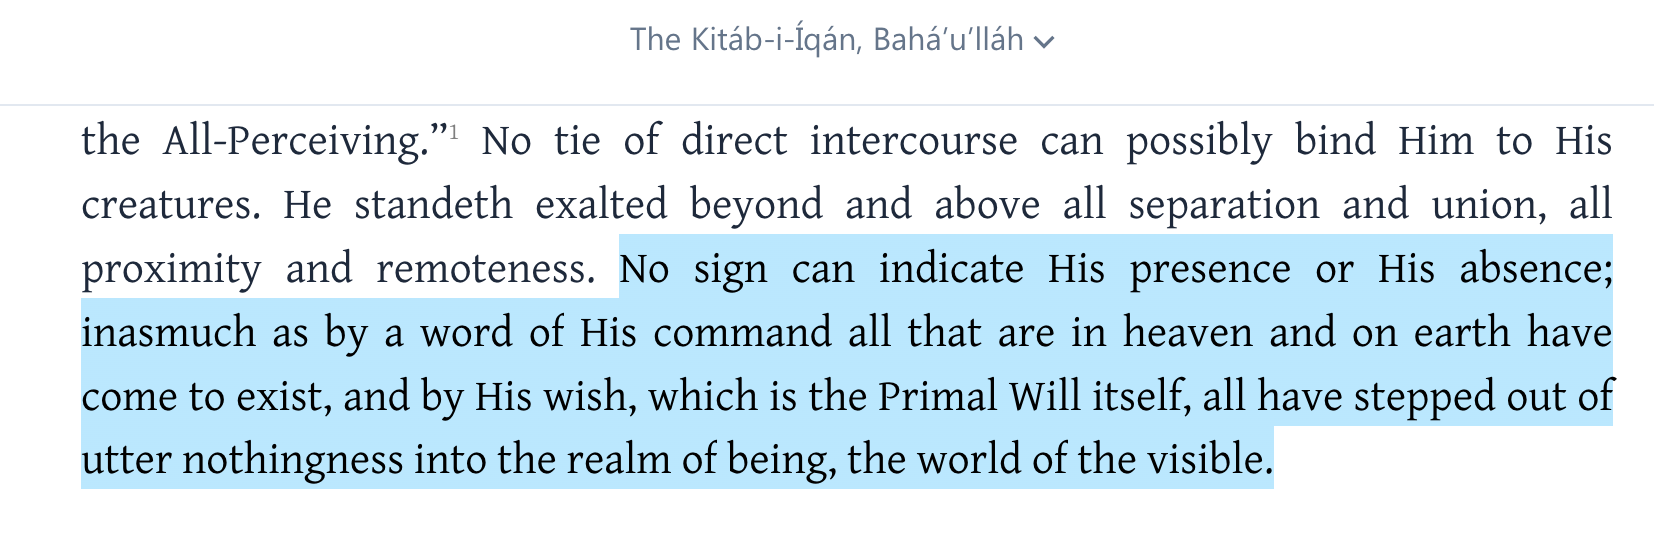 The Kitáb-i-Íqán, Bahá’u’lláh
the All-Perceiving.”1 No tie of direct intercourse can possibly bind Him to His
creatures. He standeth exalted beyond and above all separation and union, all
proximity and remoteness. No sign can indicate His presence or His absence;
inasmuch as by a word of His command all that are in heaven and on earth have
come to exist, and by His wish, which is the Primal Will itself, all have stepped out of
utter nothingness into the realm of being, the world of the visible.